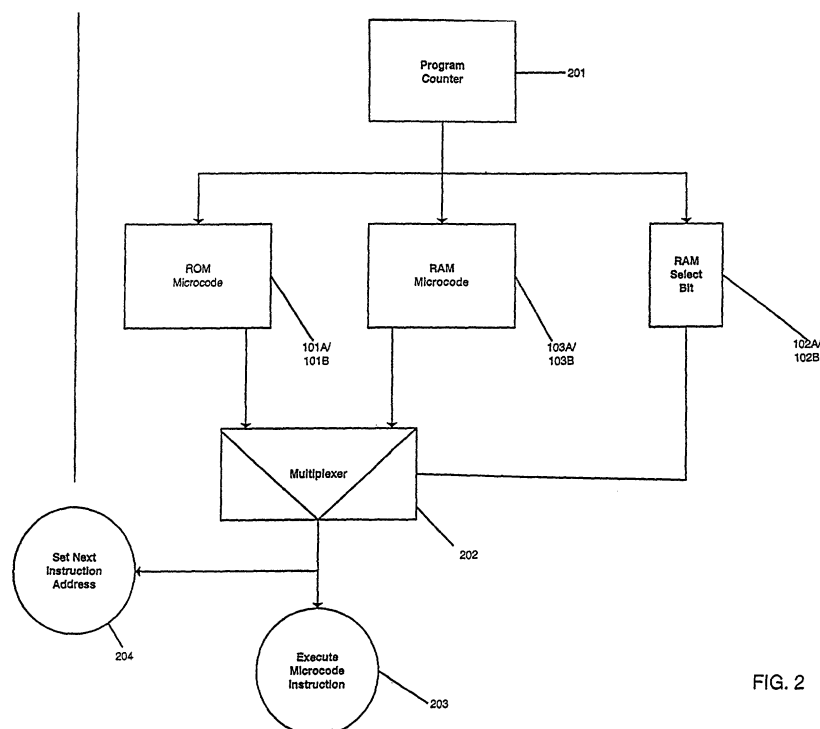 Program
Counter
201
ROM
Microcode
RAM
Microcode
RAM
Select
Bit
101A/
101B
103A/
103B
102A/
102B
Multiplexer
202
Set Next
Instruction
Address
204
Execute
Microcode
Instruction
203
FIG. 2